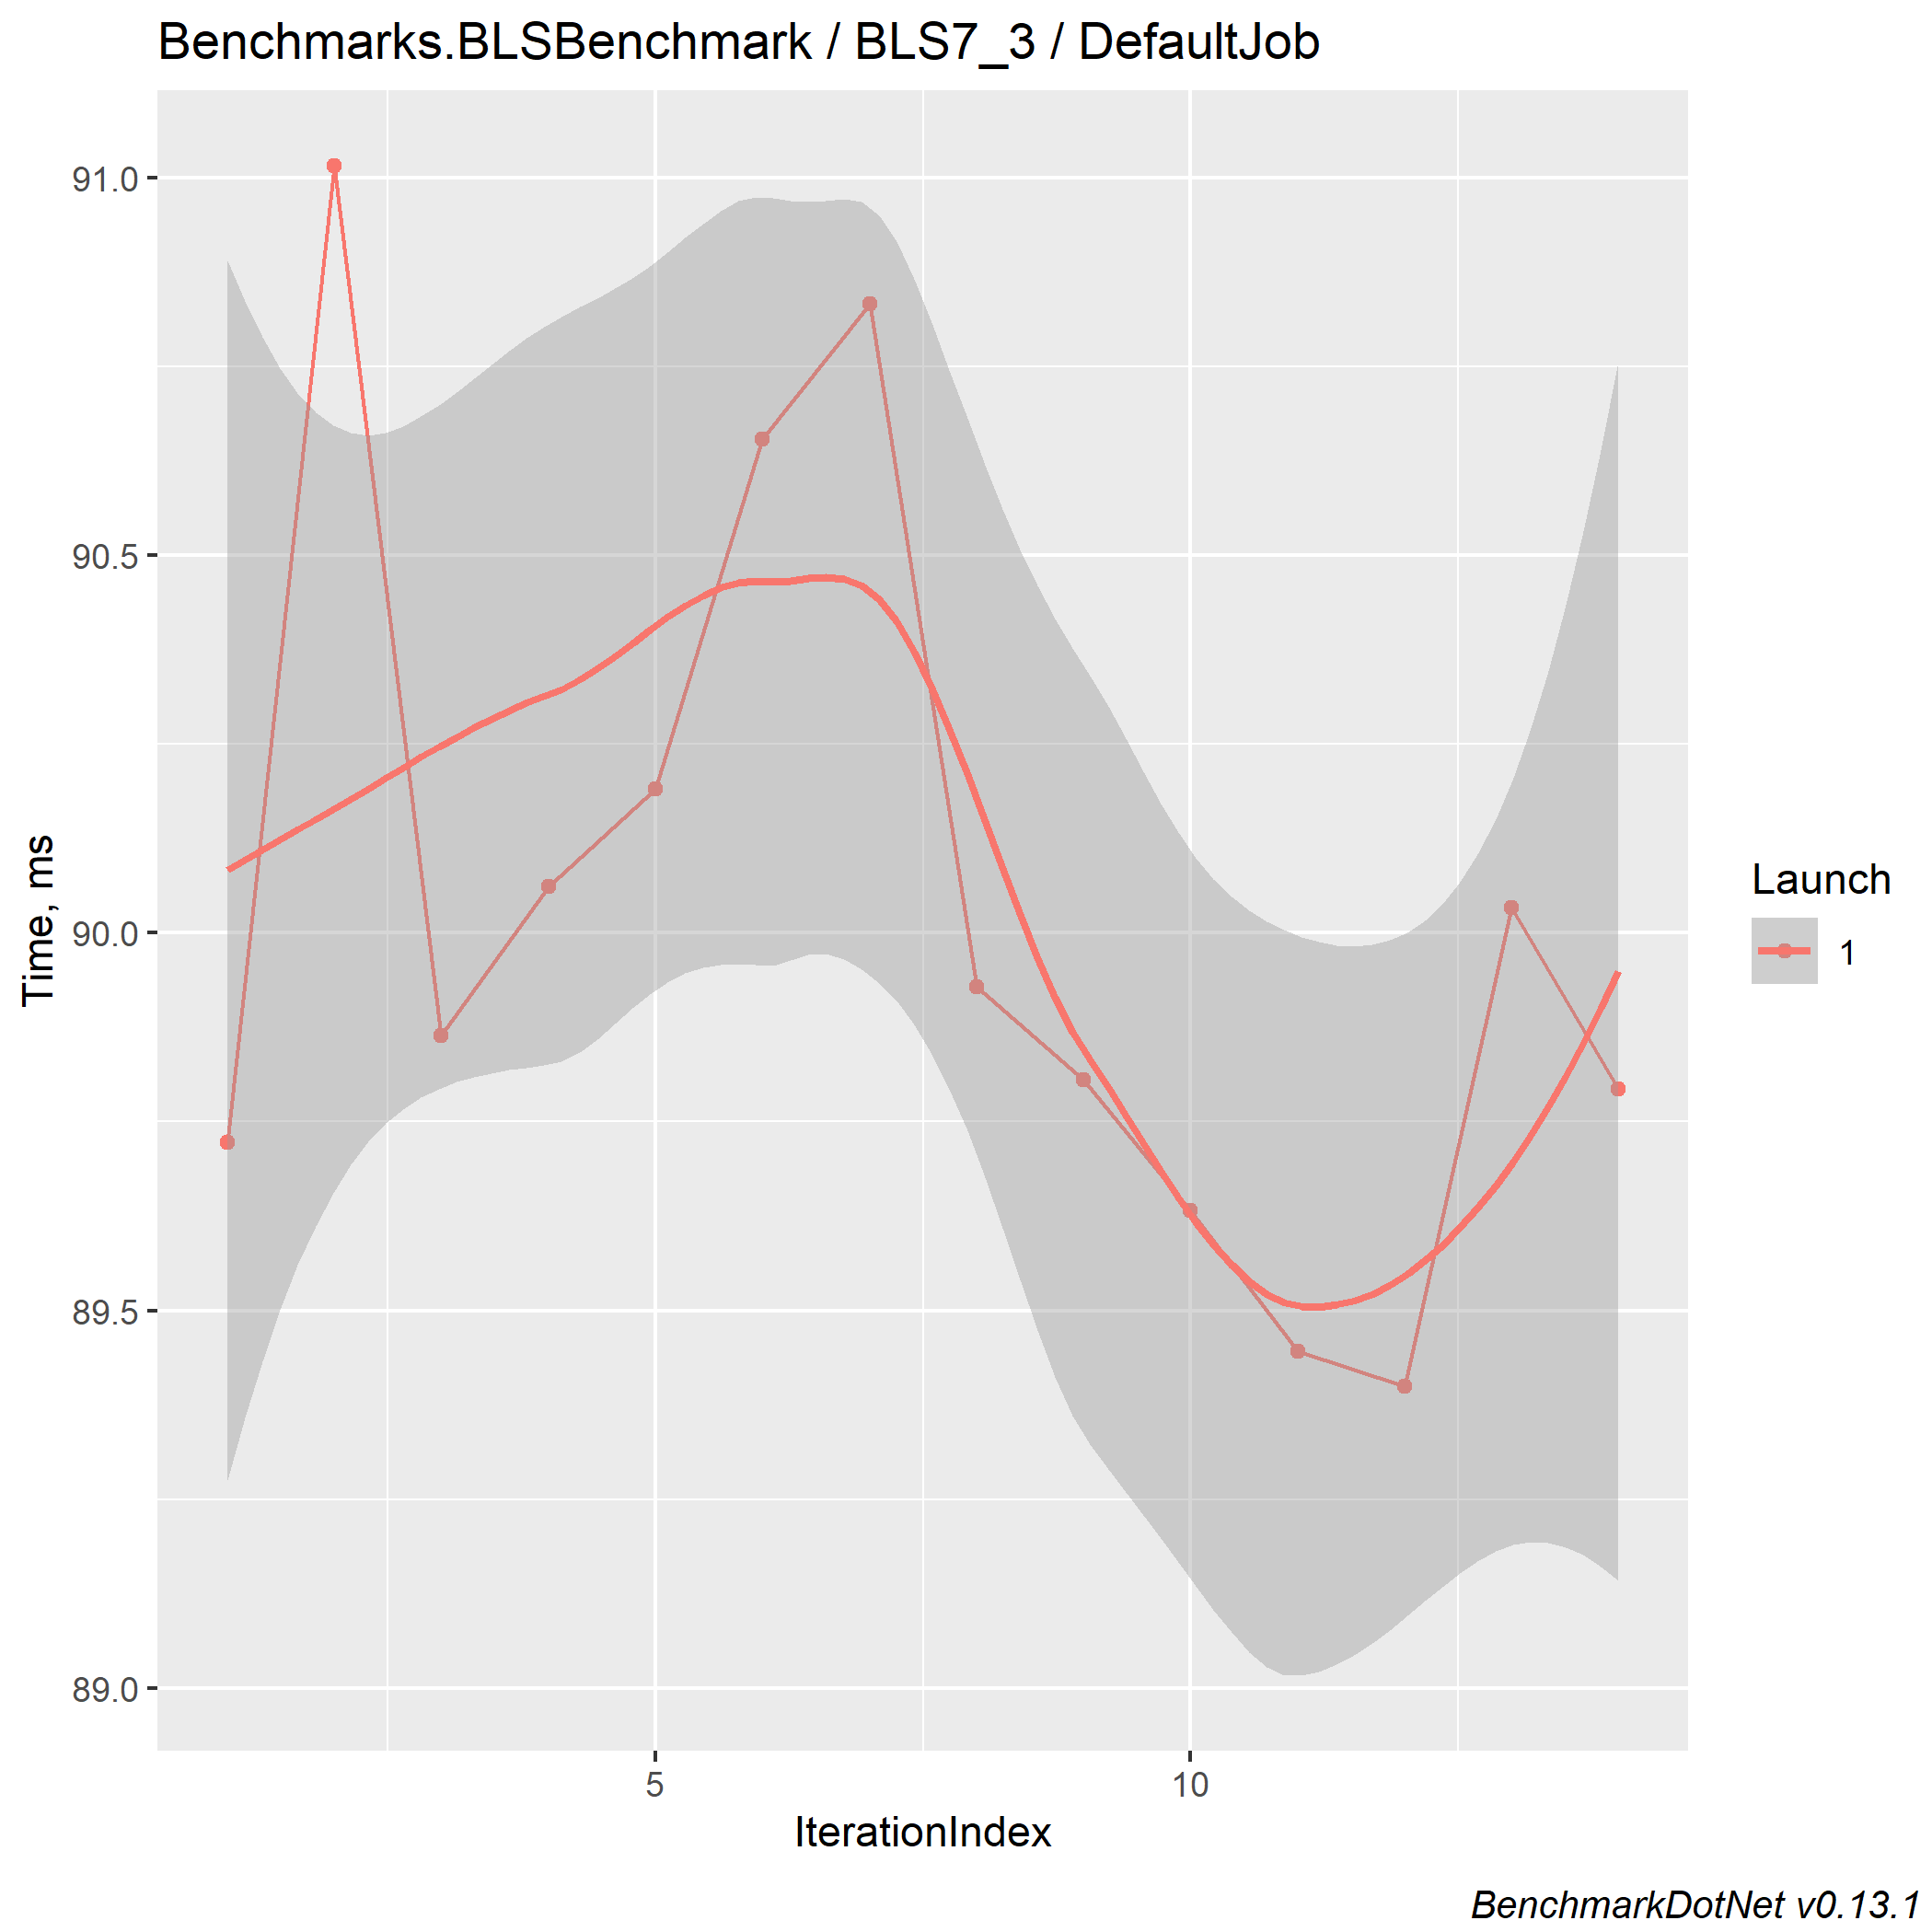 Benchmarks.BLSBenchmark / BLS7_3 / DefaultJob
91.0
90.5
90.0
89.5
89.0
Time, ms
5
10
IterationIndex
Launch
1
BenchmarkDotNet v0.13.1